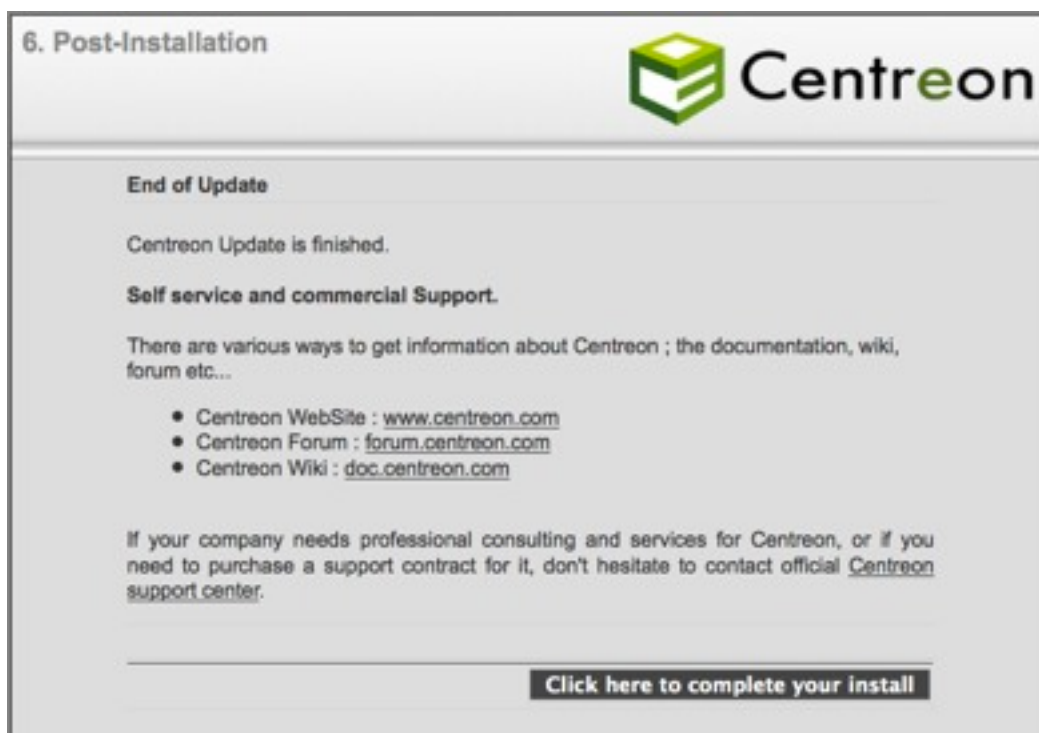 6. Post-Installation
Centreon
End of Update
Centreon Update is finished.
Self service and commercial Support.
There are various ways to get information about Centreon ; the documentation, wiki,
forum etc...
• Centreon WebSite : www.centreon.com
• Centreon Forum : forum.centreon.com
• Centreon Wiki : doc.centreon.com
If your company needs professional consulting and services for Centreon, or if you
need to purchase a support contract for it, don't hesitate to contact official Centreon
support center.
Click here to complete your install